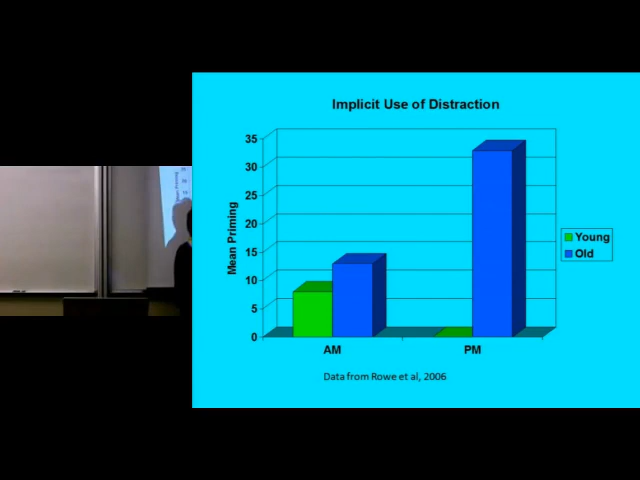 Implicit Use of Distraction
35
30
25
20
15
10
5
0
Mean Priming
AM
PM
Young
Old
Data from Rowe et al, 2006